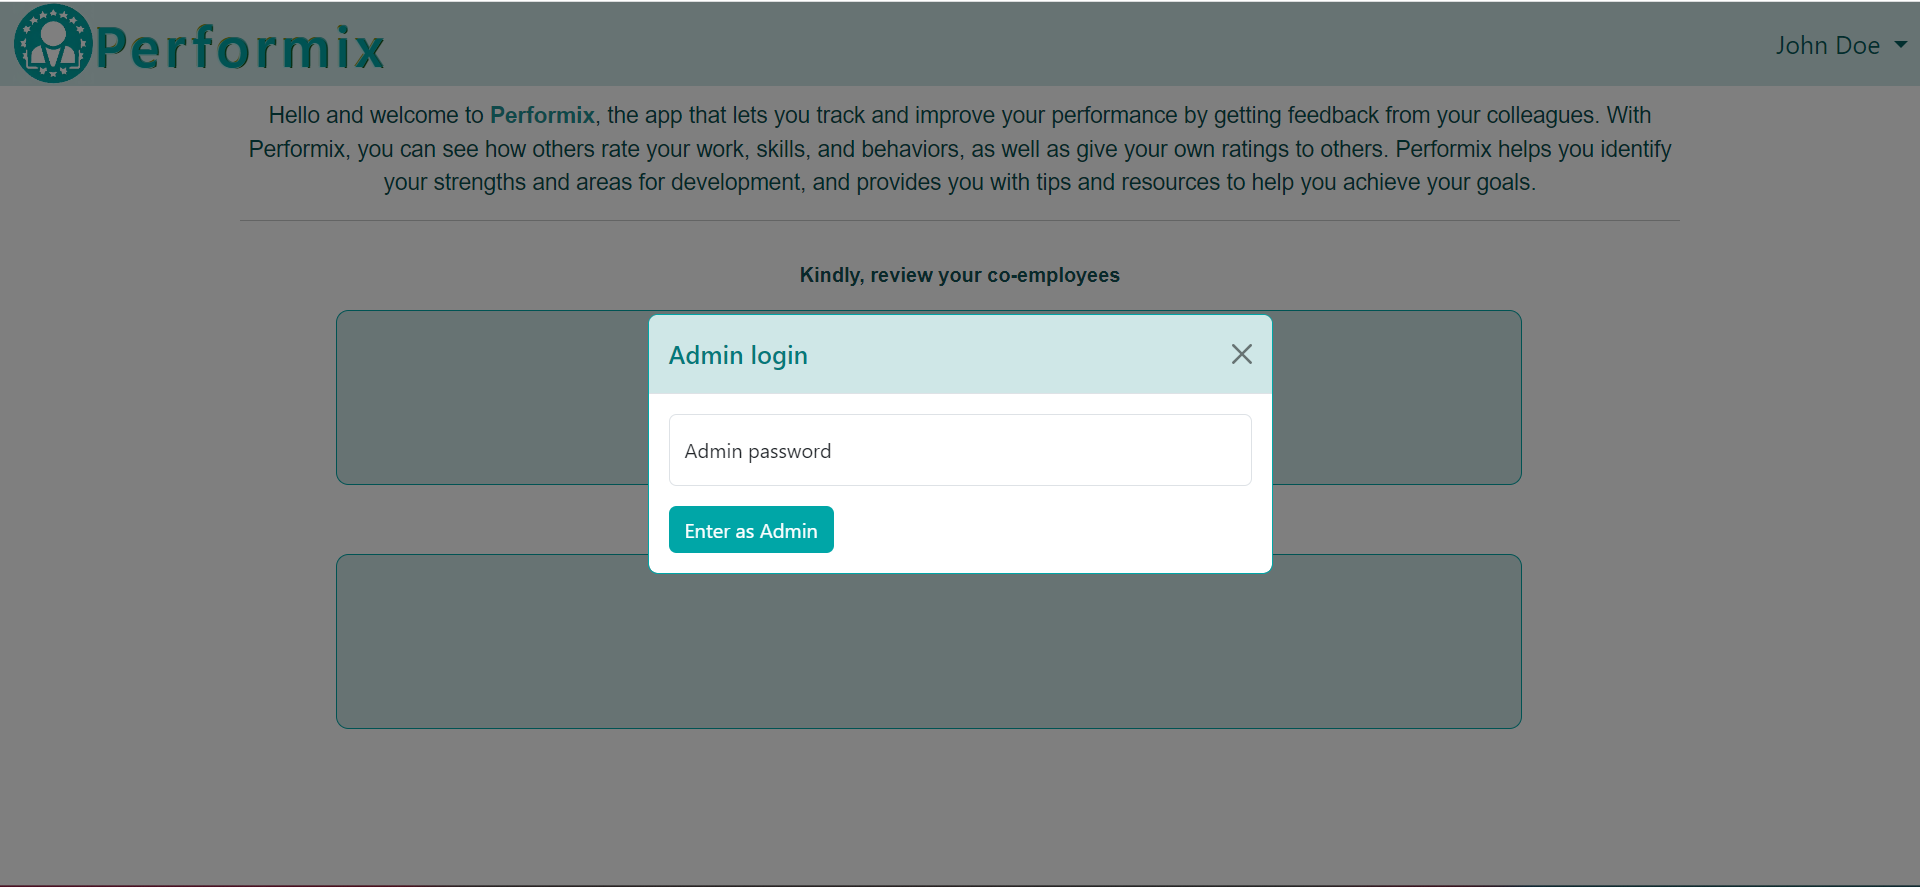 Performix
John Doe
Hello and welcome to Performix, the app that lets you track and improve your performance by getting feedback from your colleagues. With
Performix, you can see how others rate your work, skills, and behaviors, as well as give your own ratings to others. Performix helps you identify
your strengths and areas for development, and provides you with tips and resources to help you achieve your goals.
Kindly, review your co-employees
Admin login
Admin password
Enter as Admin